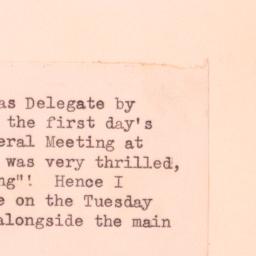 as Delegate by
the first day's
eral Meeting at
was very thrilled,
ng"! Hence I
e on the Tuesday
alongside the main